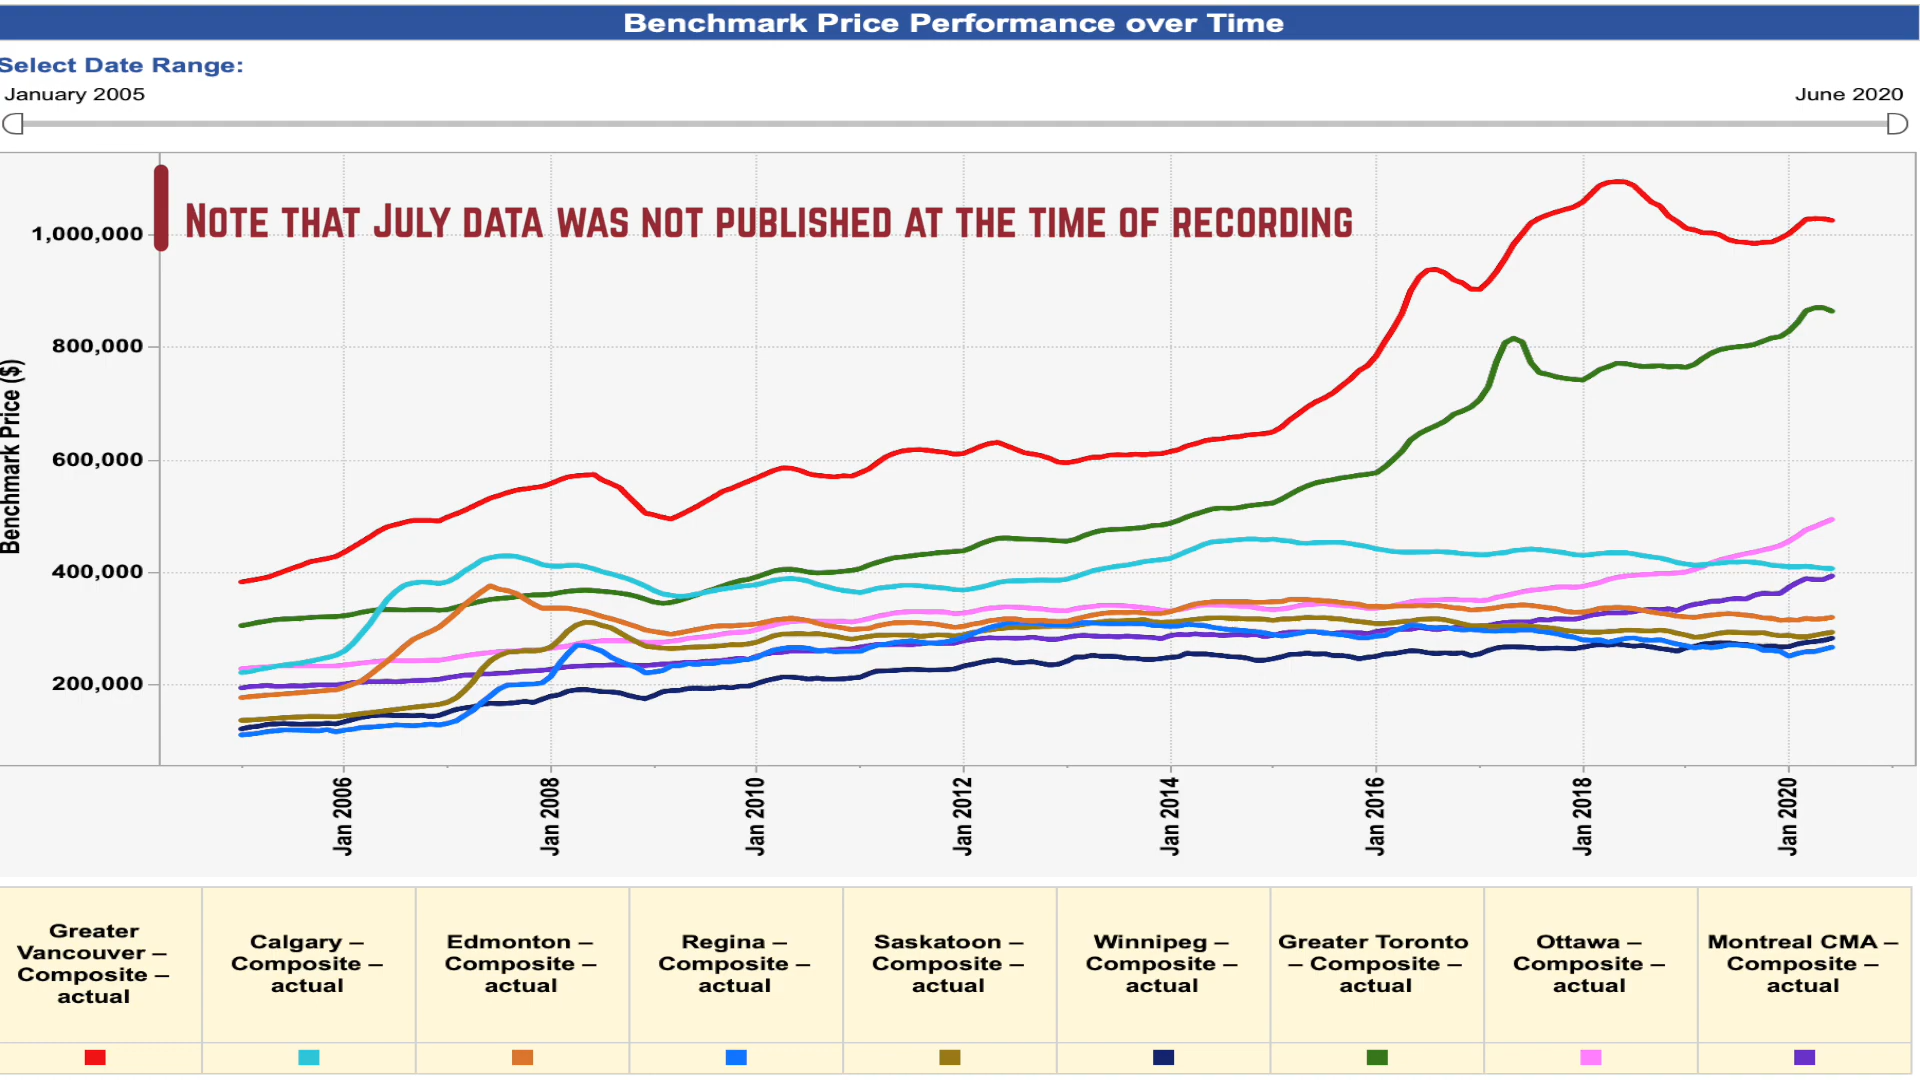 Benchmark Price Performance over Time
Select Date Range:
January 2005
June 2020
NOTE THAT JULY DATA WAS NOT PUBLISHED AT THE TIME OF RECORDING
1,000,000
800,000
600,000
400,000
200,000
Benchmark Price ($)
Jan 2006
Jan 2008
Jan 2010
Jan 2012
Jan 2014
Jan 2016
Jan 2018
Jan 2020
Greater
Vancouver –
Composite –
actual
Calgary –
Composite –
actual
Edmonton –
Composite –
actual
Regina –
Composite –
actual
Saskatoon –
Composite –
actual
Winnipeg –
Composite –
actual
Greater Toronto
– Composite –
actual
Ottawa –
Composite –
actual
Montreal CMA –
Composite –
actual